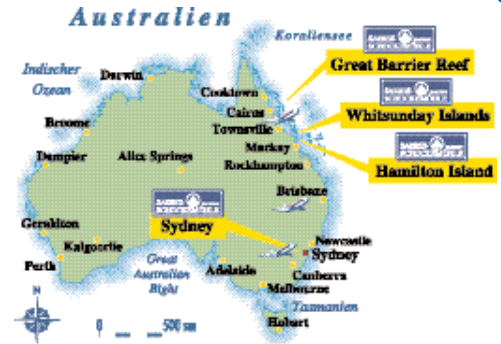 Australien
Korallensee
Great Barrier Reef
Indischer
Ozean
Darwin
Cooktown
Cairns
Whitsunday Islands
Townsville
Broome
Mackay
Dampier
Alice Springs
Rockhampton
Hamilton Island
Brisbane
Sydney
Geraldton
Newcastle
Kalgoorlie
Sydney
Great
Australian
Bight
Perth
Adelaide
Canberra
Melbourne
Tasmanien
N
0 500 sm
Hobart